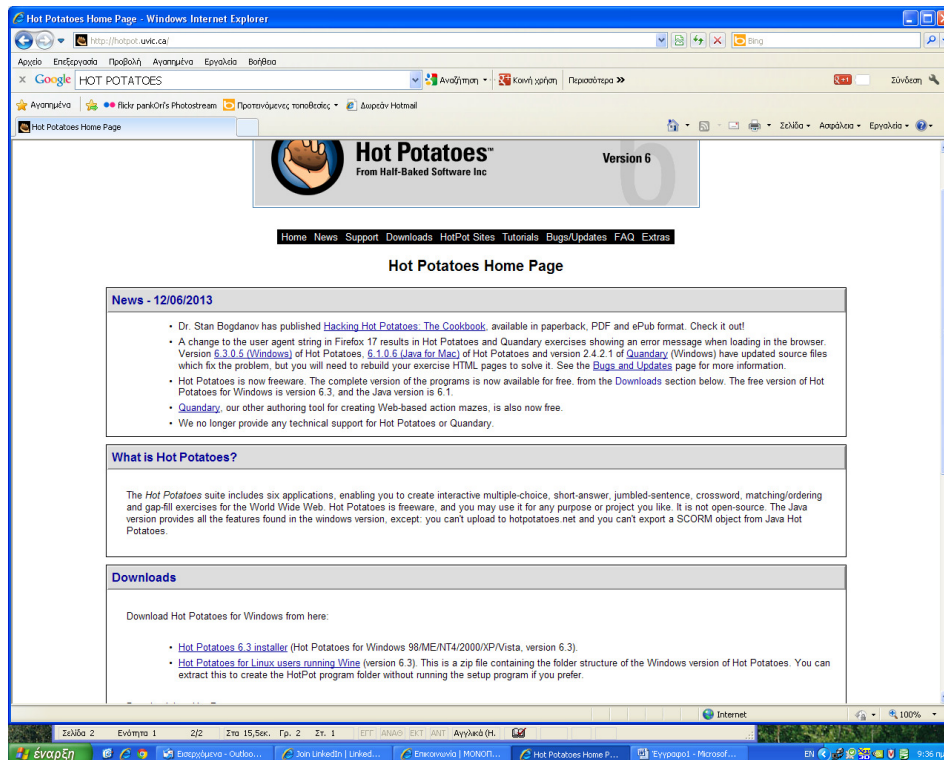 Hot Potatoes Home Page - Windows Internet Explorer
http://hotpot.uvic.ca/
Bing
Αρχείο Επεξεργασία Προβολή Αγαπημένα Εργαλεία Βοήθεια
x Google HOT POTATOES Αναζήτηση Κοινή χρήση Περισσότερα >> +1 Σύνδεση
Αγαπημένα flickr pankOri's Photostream Προτεινόμενες τοποθεσίες Δωρεάν Hotmail
Hot Potatoes Home Page Σελίδα Ασφάλεια Εργαλεία
Hot Potatoes™ Version 6
From Half-Baked Software Inc
6
Home News Support Downloads HotPot Sites Tutorials Bugs/Updates FAQ Extras
Hot Potatoes Home Page
News - 12/06/2013
• Dr. Stan Bogdanov has published Hacking Hot Potatoes: The Cookbook, available in paperback, PDF and ePub format. Check it out!
• A change to the user agent string in Firefox 17 results in Hot Potatoes and Quandary exercises showing an error message when loading in the browser.
Version 6.3.0.5 (Windows) of Hot Potatoes, 6.1.0.6 (Java for Mac) of Hot Potatoes and version 2.4.2.1 of Quandary (Windows) have updated source files
which fix the problem, but you will need to rebuild your exercise HTML pages to solve it. See the Bugs and Updates page for more information.
• Hot Potatoes is now freeware. The complete version of the programs is now available for free. from the Downloads section below. The free version of Hot
Potatoes for Windows is version 6.3, and the Java version is 6.1.
• Quandary, our other authoring tool for creating Web-based action mazes, is also now free.
• We no longer provide any technical support for Hot Potatoes or Quandary.
What is Hot Potatoes?
The Hot Potatoes suite includes six applications, enabling you to create interactive multiple-choice, short-answer, jumbled-sentence, crossword, matching/ordering
and gap-fill exercises for the World Wide Web. Hot Potatoes is freeware, and you may use it for any purpose or project you like. It is not open-source. The Java
version provides all the features found in the windows version, except: you can't upload to hotpotatoes.net and you can't export a SCORM object from Java Hot
Potatoes.
Downloads
Download Hot Potatoes for Windows from here:
• Hot Potatoes 6.3 installer (Hot Potatoes for Windows 98/ME/NT4/2000/XP/Vista, version 6.3).
• Hot Potatoes for Linux users running Wine (version 6.3). This is a zip file containing the folder structure of the Windows version of Hot Potatoes. You can
extract this to create the HotPot program folder without running the setup program if you prefer.
Internet 100%
Σελίδα 2 Ενότητα 1 2/2 Στα 15,5εκ. Γρ. 2 Στ. 1 ΕΓΓ ΑΝΑΘ ΕΚΤ ΑΝΤ Αγγλικά (Η.
έναρξη Εισερχόμενα - Outloo... Join LinkedIn | Linked... Επικοινωνία | ΜΟΝΟΠ... Hot Potatoes Home P... Έγγραφο1 - Microsof... EN 9:36 πμ